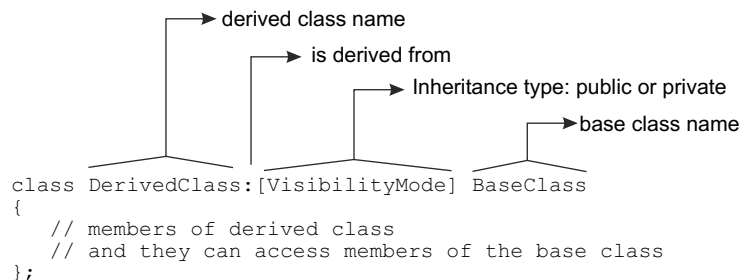 derived class name
is derived from
Inheritance type: public or private
base class name
class DerivedClass:[VisibilityMode] BaseClass
{
// members of derived class
// and they can access members of the base class
};